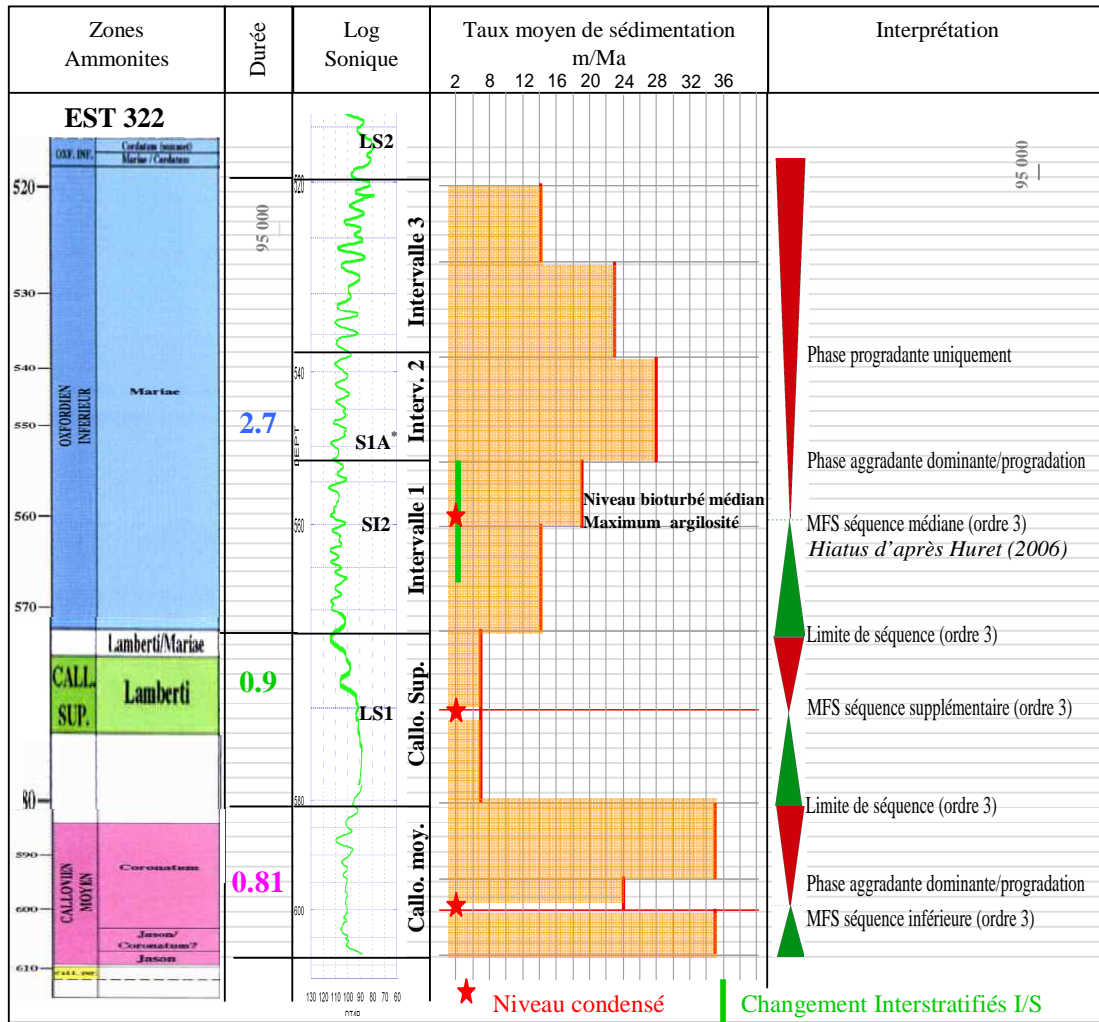 Zones
Ammonites
Durée
Log
Sonique
Taux moyen de sédimentation
m/Ma
2 8 12 16 20 24 28 32 36
Interprétation
EST 322
OXF. INF.
Cordatum (sommet)
Mariae / Cordatum
520
530
540
550
560
570
80
590
600
610
OXFORDIEN
INFERIEUR
Mariae
Lamberti/Mariae
CALL.
SUP.
Lamberti
CALLOVIEN
MOYEN
Coronatum
Jason/
Coronatum?
Jason
CALL. INF.
95 000
2.7
0.9
0.81
LS2
S1A*
SI2
LS1
520
540
DEPT
560
580
600
130 120 110 100 90 80 70 60
Intervalle 3
Interv. 2
Intervalle 1
Callo. Sup.
Callo. moy.
Niveau bioturbé médian
Maximum argilosité
95 000
Phase progradante uniquement
Phase aggradante dominante/progradation
MFS séquence médiane (ordre 3)
Hiatus d'après Huret (2006)
Limite de séquence (ordre 3)
MFS séquence supplémentaire (ordre 3)
Limite de séquence (ordre 3)
Phase aggradante dominante/progradation
MFS séquence inférieure (ordre 3)
Niveau condensé
Changement Interstratifiés I/S